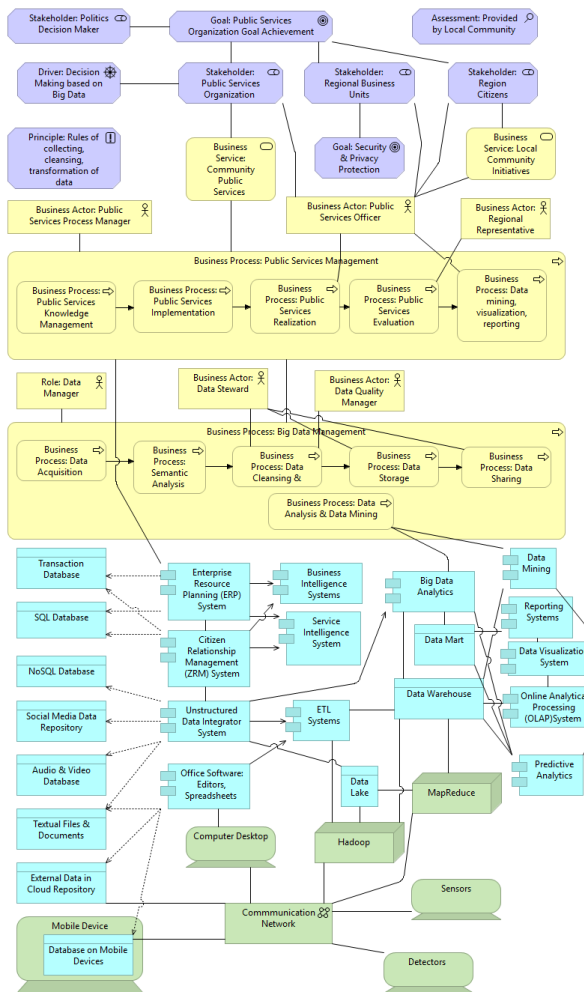 Stakeholder: Politics
Decision Maker
Goal: Public Services
Organization Goal Achievement
Assessment: Provided
by Local Community
Driver: Decision
Making based on
Big Data
Stakeholder:
Public Services
Organization
Stakeholder:
Regional Business
Units
Stakeholder:
Region
Citizens
Principle: Rules of
collecting,
cleansing,
transformation of
data
Business
Service:
Community
Public
Services
Goal: Security
& Privacy
Protection
Business
Service: Local
Community
Initiatives
Business Actor: Public
Services Process Manager
Business Actor: Public
Services Officer
Business Actor:
Regional
Representative
Business Process: Public Services Management
Business Process:
Public Services
Knowledge
Management
Business Process:
Public Services
Implementation
Business
Process: Public
Services
Realization
Business
Process: Public
Services
Evaluation
Business
Process: Data
mining,
visualization,
reporting
Role: Data
Manager
Business Actor:
Data Steward
Business Actor:
Data Quality
Manager
Business Process: Big Data Management
Business
Process: Data
Acquisition
Business
Process:
Semantic
Analysis
Business
Process: Data
Cleansing &
Business
Process: Data
Storage
Business
Process: Data
Sharing
Business Process: Data
Analysis & Data Mining
Transaction
Database
Enterprise
Resource
Planning (ERP)
System
Business
Intelligence
Systems
Big Data
Analytics
Data
Mining
SQL Database
Citizen
Relationship
Management
(ZRM) System
Service
Intelligence
System
Data Mart
Reporting
Systems
Data Visualization
System
NoSQL Database
Social Media Data
Repository
Unstructured
Data Integrator
System
ETL
Systems
Data Warehouse
Online Analytical
Processing
(OLAP)System
Audio & Video
Database
Office Software:
Editors,
Spreadsheets
Data
Lake
MapReduce
Predictive
Analytics
Textual Files &
Documents
Computer Desktop
Hadoop
External Data in
Cloud Repository
Commmunication
Network
Sensors
Mobile Device
Database on Mobile
Devices
Detectors